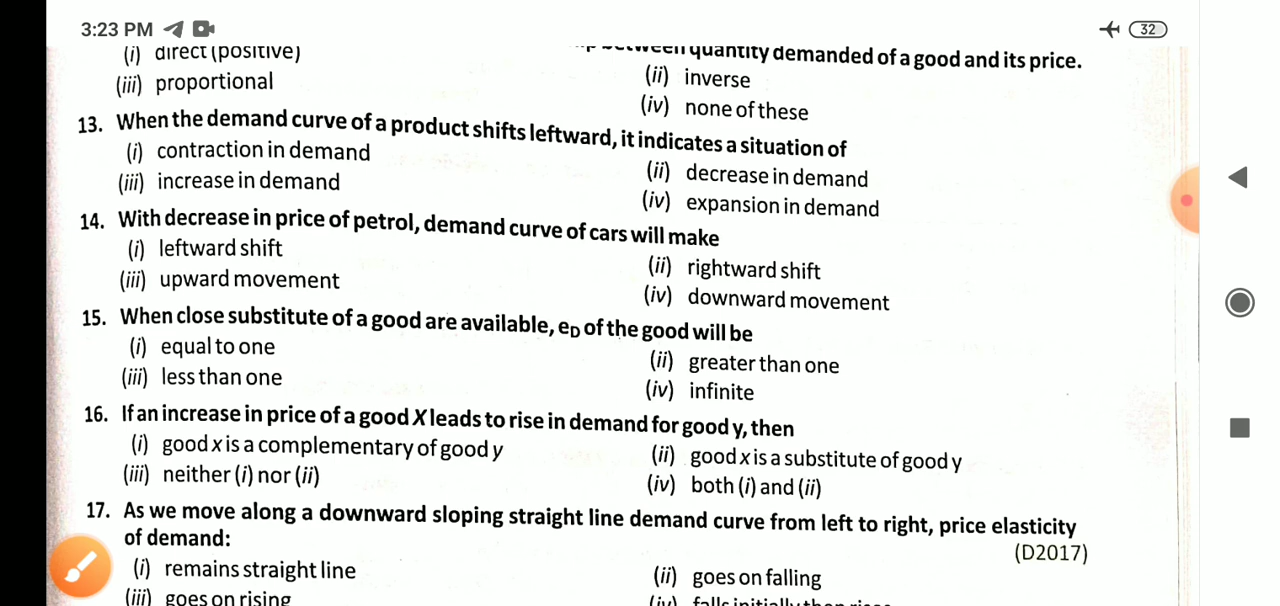 3:23 PM
32
(i) direct (positive)
between quantity demanded of a good and its price.
(iii) proportional
(ii) inverse
(iv) none of these
13. When the demand curve of a product shifts leftward, it indicates a situation of
(i) contraction in demand
(ii) decrease in demand
(iii) increase in demand
(iv) expansion in demand
14. With decrease in price of petrol, demand curve of cars will make
(i) leftward shift
(ii) rightward shift
(iii) upward movement
(iv) downward movement
15. When close substitute of a good are available, eD of the good will be
(i) equal to one
(ii) greater than one
(iii) less than one
(iv) infinite
16. If an increase in price of a good X leads to rise in demand for good y, then
(i) good x is a complementary of good y
(ii) good x is a substitute of good y
(iii) neither (i) nor (ii)
(iv) both (i) and (ii)
17. As we move along a downward sloping straight line demand curve from left to right, price elasticity
of demand:
(D2017)
(i) remains straight line
(ii) goes on falling
(iii) goes on rising
(iv) falls initially then